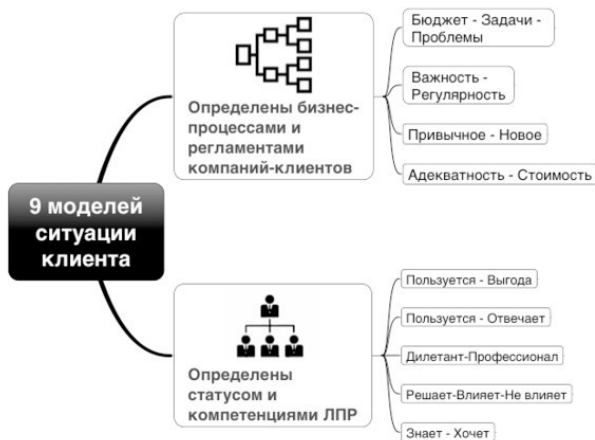 9 моделей
ситуации
клиента
Определены бизнес-
процессами и
регламентами
компаний-клиентов
Бюджет - Задачи -
Проблемы
Важность -
Регулярность
Привычное - Новое
Адекватность - Стоимость
Определены
статусом и
компетенциями ЛПР
Пользуется - Выгода
Пользуется - Отвечает
Дилетант-Профессионал
Решает-Влияет-Не влияет
Знает - Хочет